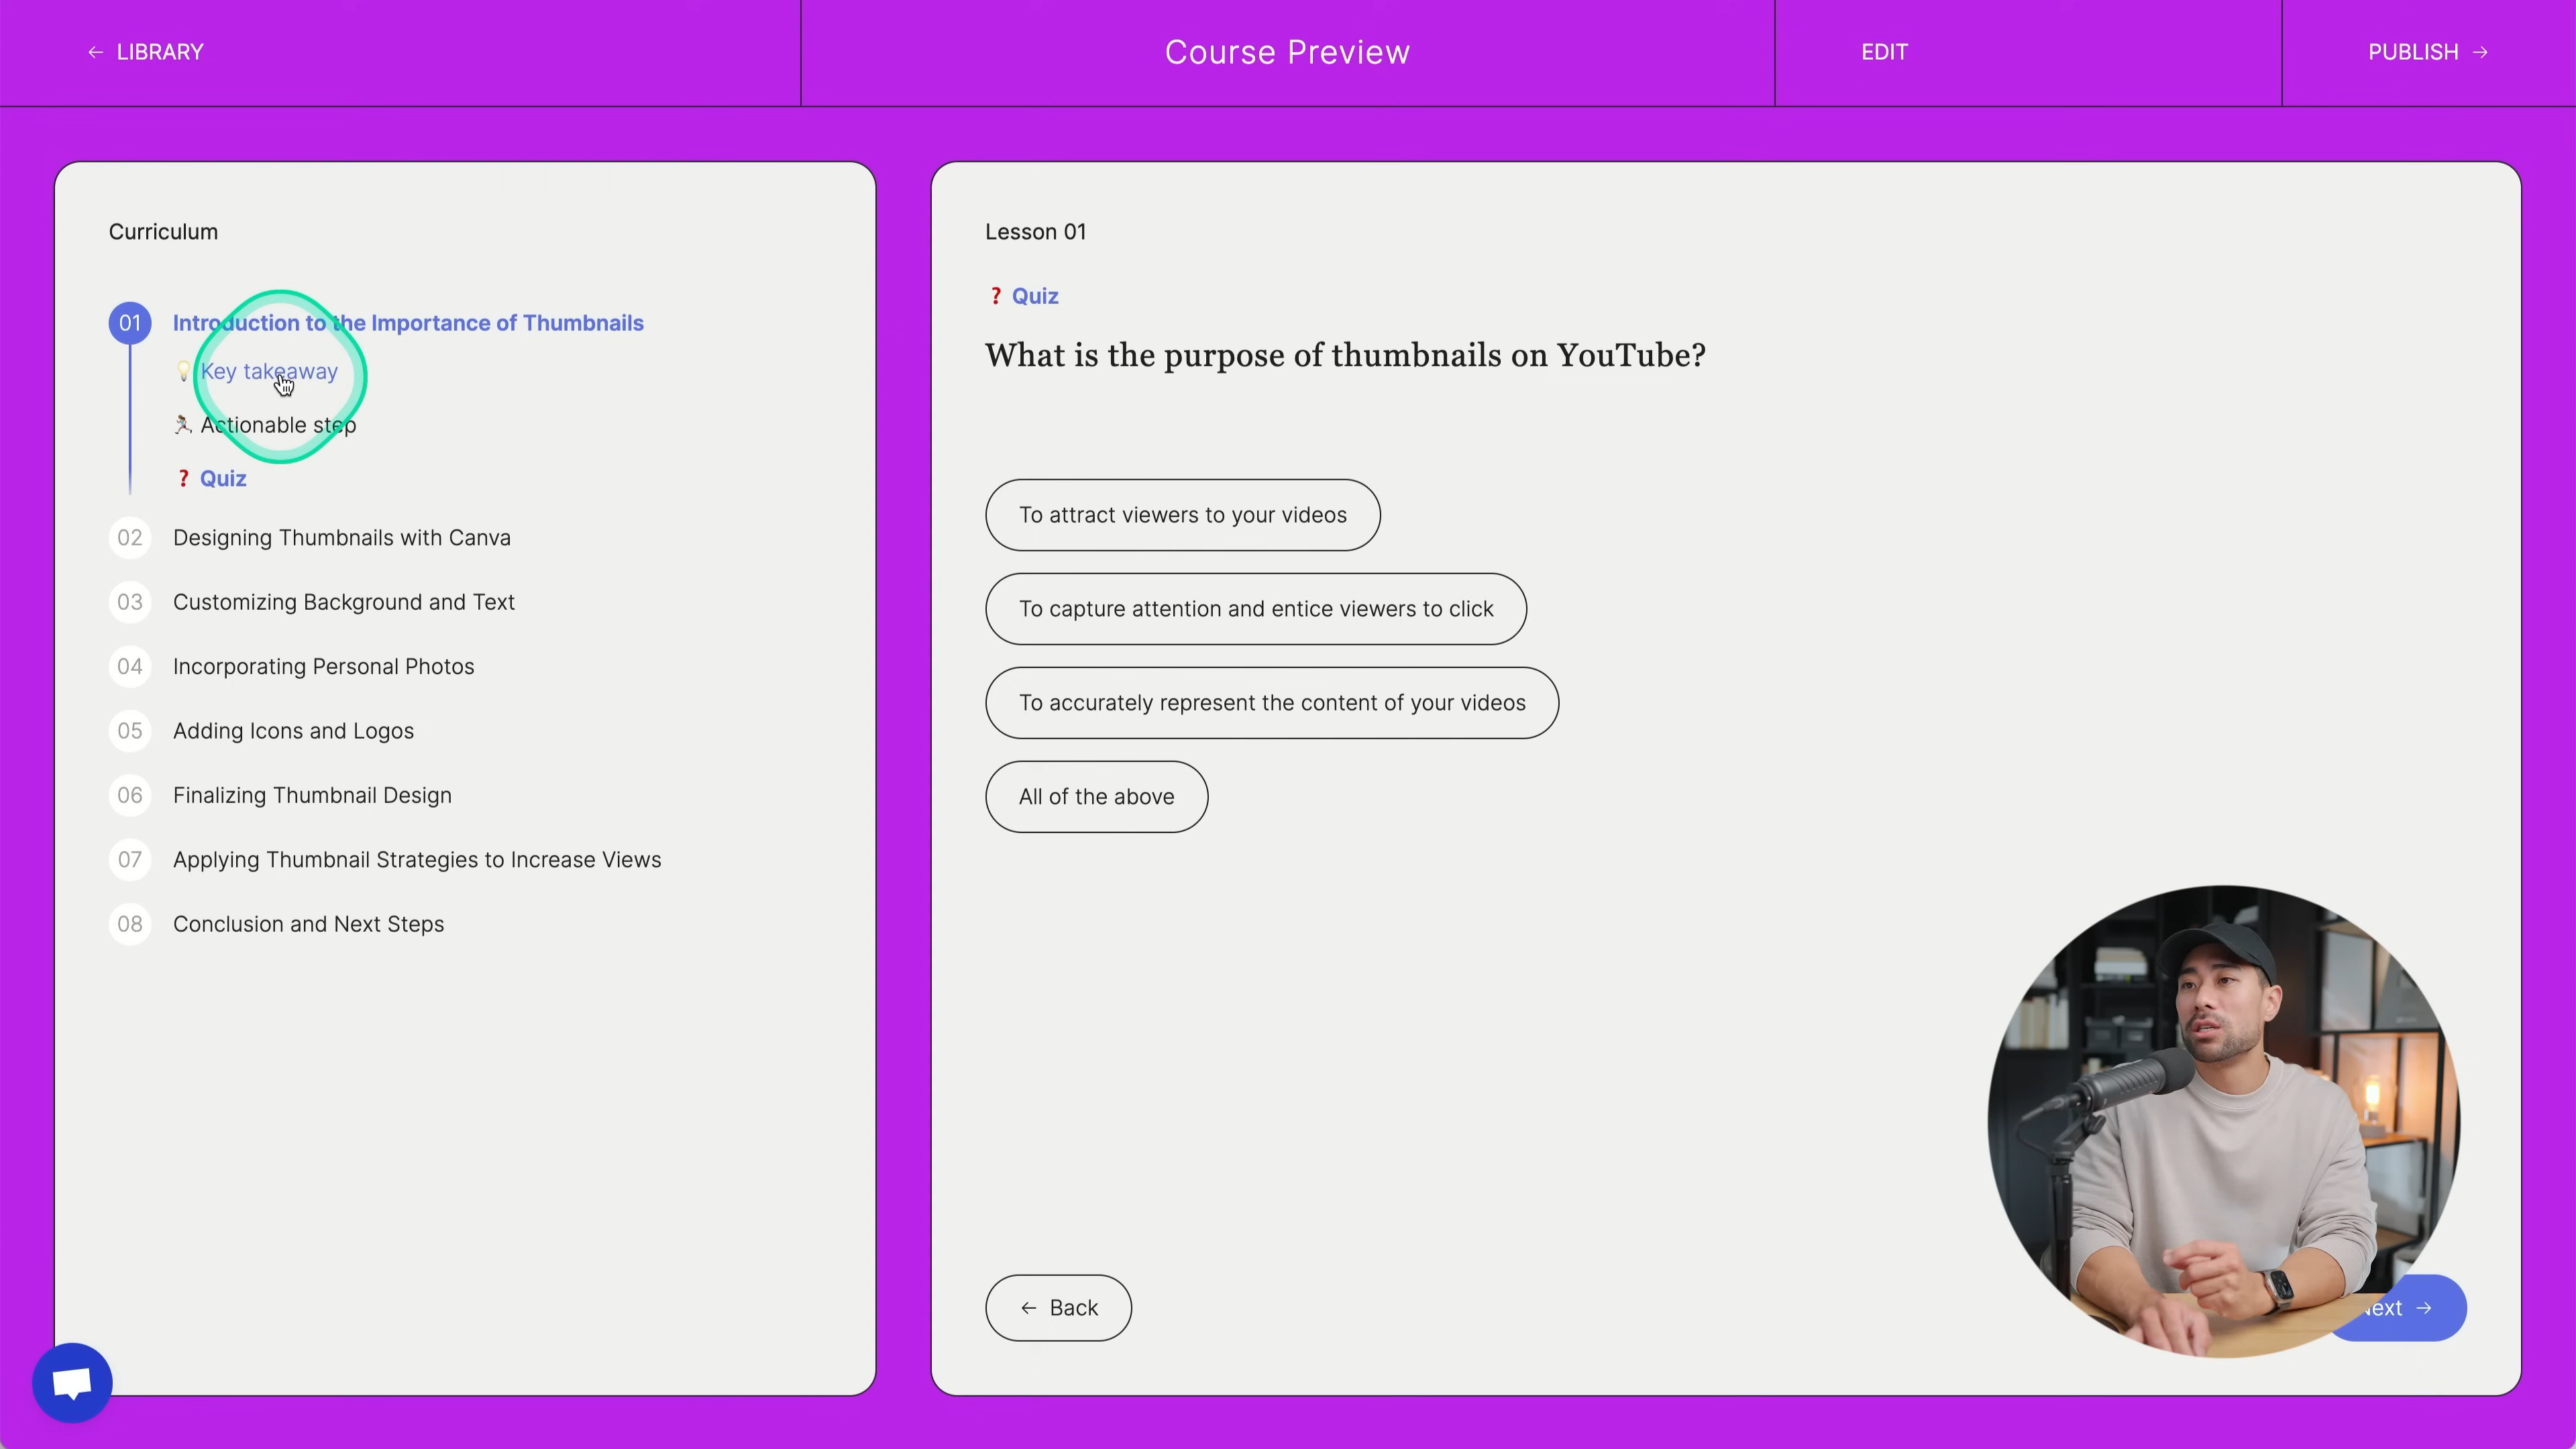 ← LIBRARY
Course Preview
EDIT
PUBLISH →
Curriculum
01 Introduction to the Importance of Thumbnails
Key takeaway
Actionable step
❓ Quiz
02 Designing Thumbnails with Canva
03 Customizing Background and Text
04 Incorporating Personal Photos
05 Adding Icons and Logos
06 Finalizing Thumbnail Design
07 Applying Thumbnail Strategies to Increase Views
08 Conclusion and Next Steps
Lesson 01
❓ Quiz
What is the purpose of thumbnails on YouTube?
To attract viewers to your videos
To capture attention and entice viewers to click
To accurately represent the content of your videos
All of the above
← Back
Next →